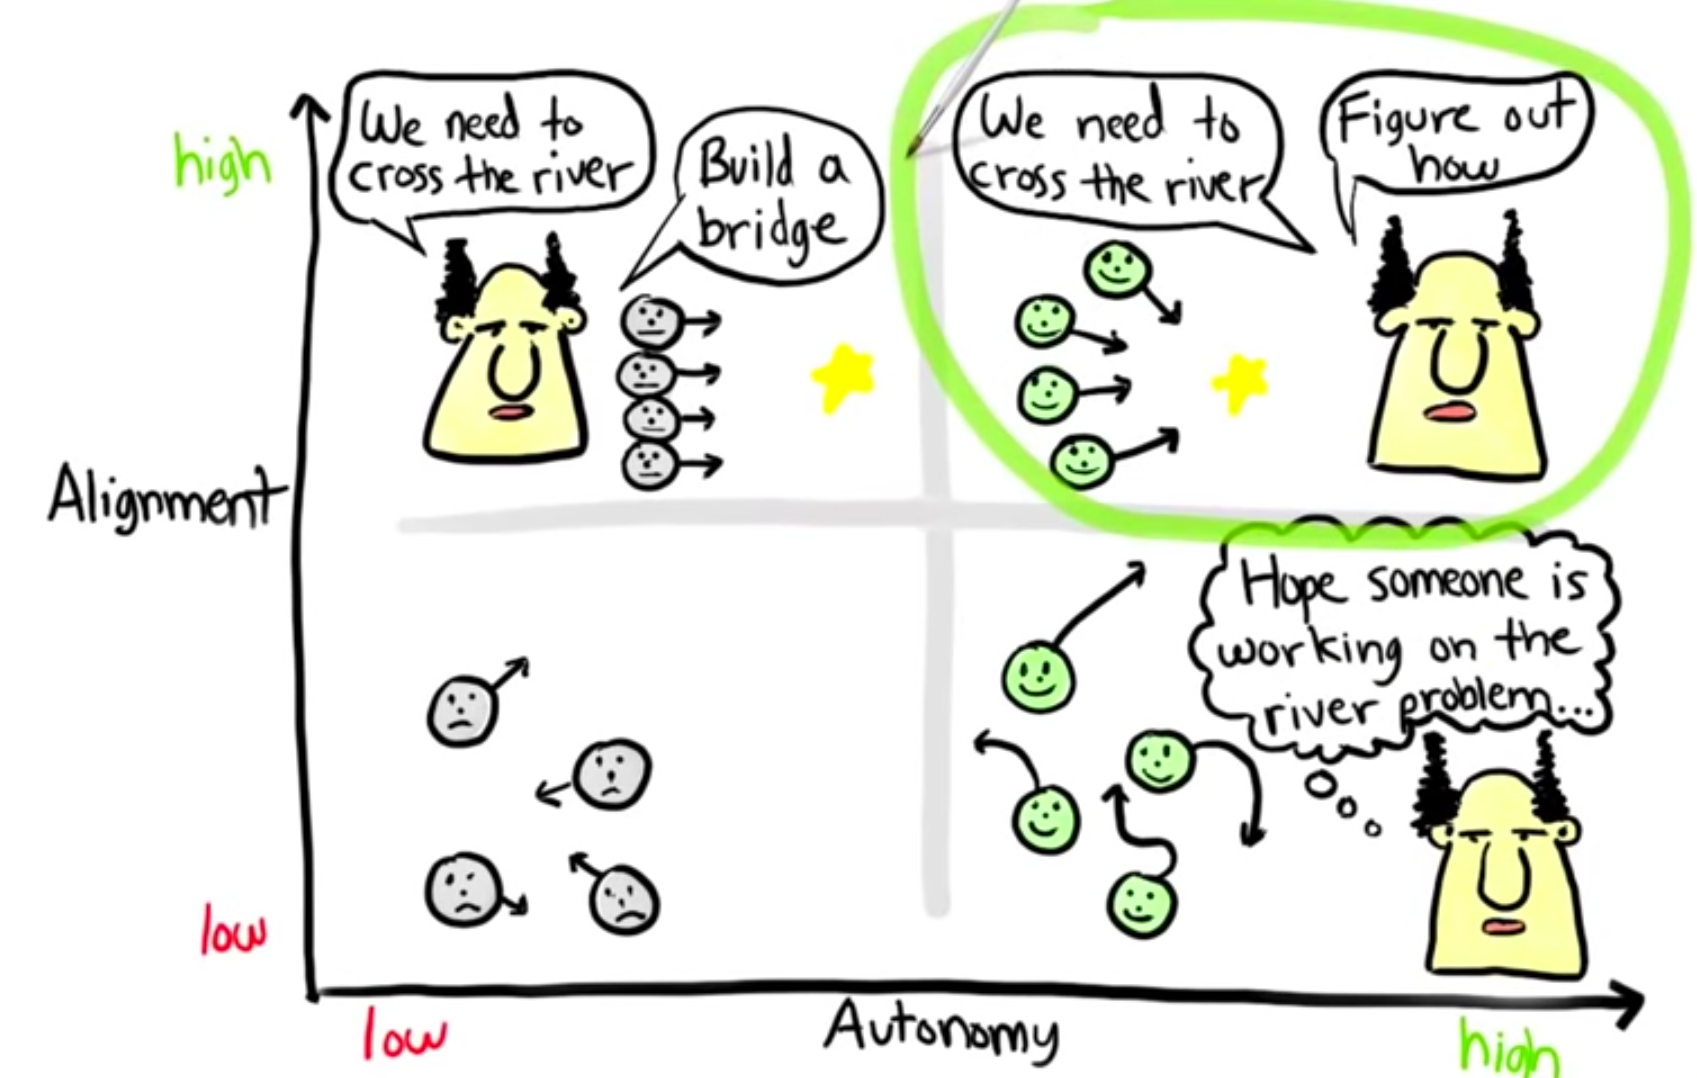 We need to
cross the river
Build a
bridge
We need to
cross the river
Figure out
how
high
Alignment
Hope someone is
working on the
river problem...
low
low
Autonomy
high